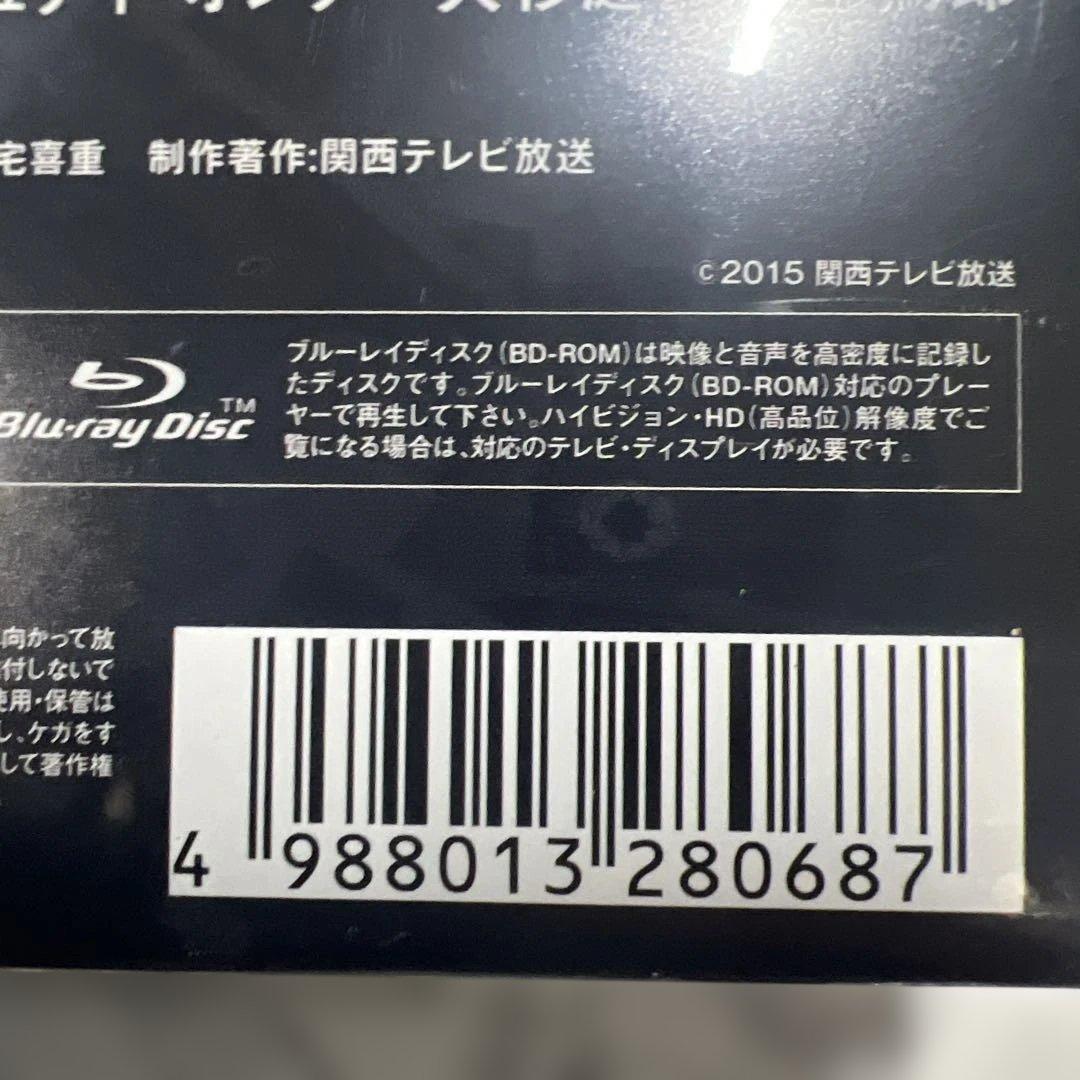 宅喜重 制作著作:関西テレビ放送
©2015 関西テレビ放送
Blu-ray Disc™
ブルーレイディスク(BD-ROM)は映像と音声を高密度に記録し
たディスクです。ブルーレイディスク(BD-ROM)対応のプレー
ヤーで再生して下さい。ハイビジョン・HD(高品位)解像度でご
覧になる場合は、対応のテレビ・ディスプレイが必要です。
向かって放
付しないで
使用・保管は
し、ケガをす
して著作権
4 988013 280687